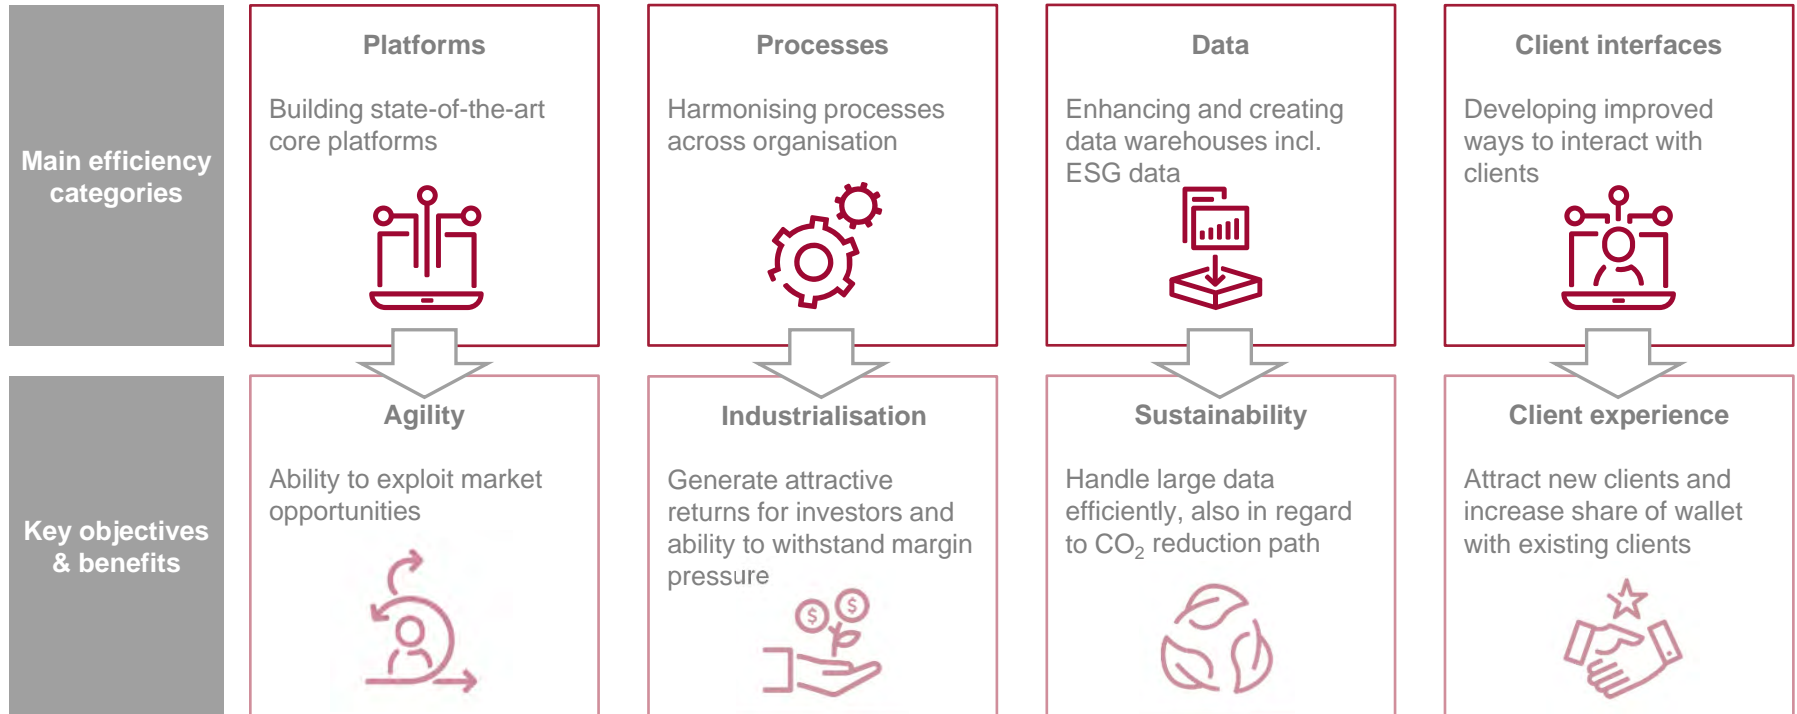 Main efficiency
categories
Platforms
Building state-of-the-art
core platforms
Processes
Harmonising processes
across organisation
Data
Enhancing and creating
data warehouses incl.
ESG data
Client interfaces
Developing improved
ways to interact with
clients
Key objectives
& benefits
Agility
Ability to exploit market
opportunities
Industrialisation
Generate attractive
returns for investors and
ability to withstand margin
pressure
$ $
Sustainability
Handle large data
efficiently, also in regard
to CO₂ reduction path
Client experience
Attract new clients and
increase share of wallet
with existing clients